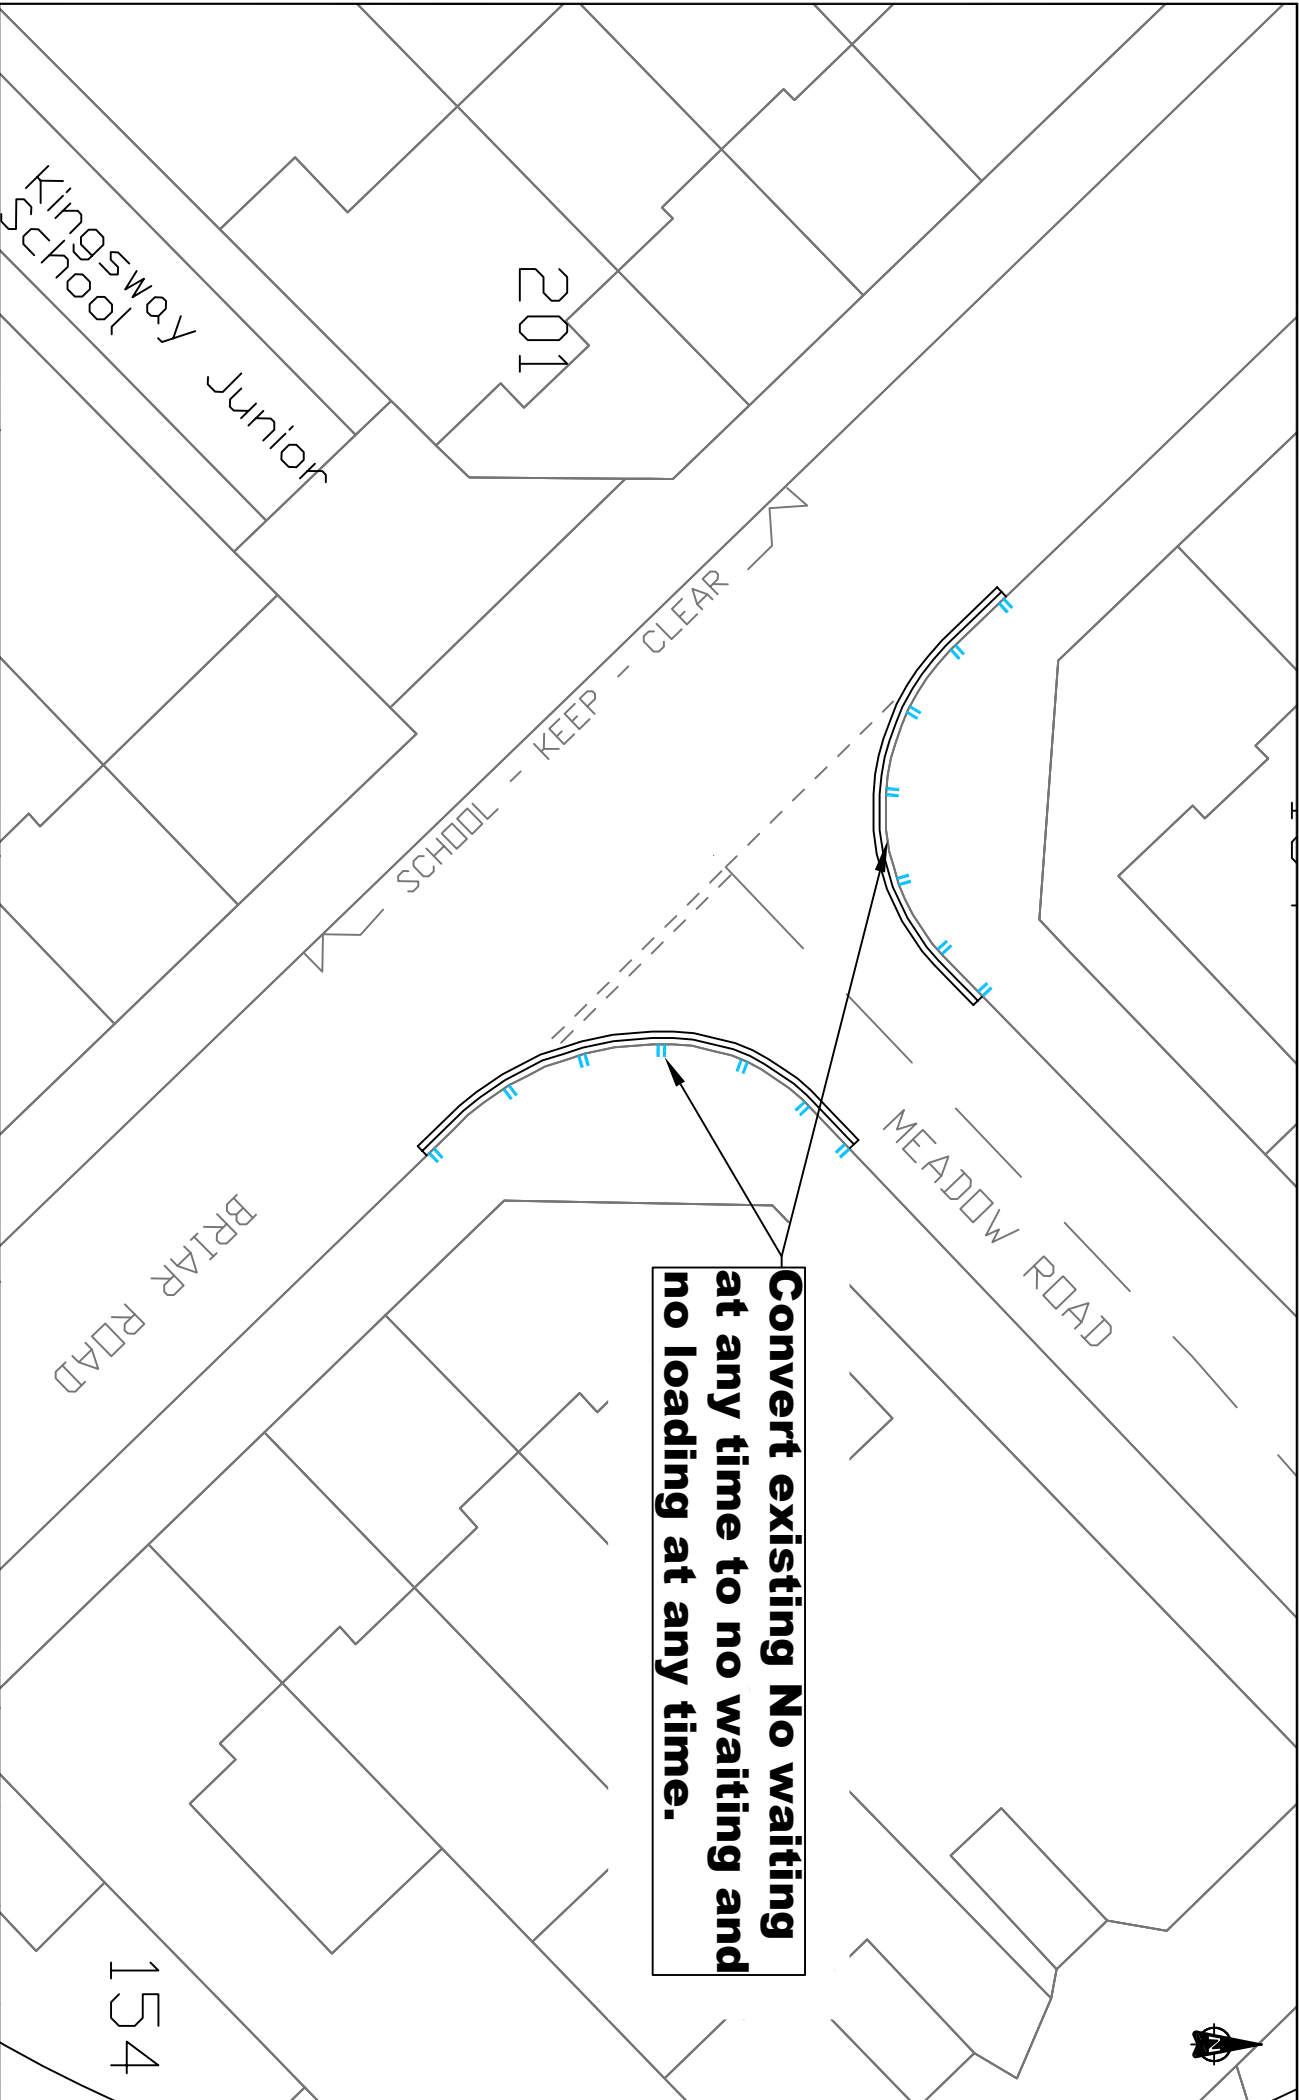 Kingsway Junior
School
201
SCHOOL - KEEP - CLEAR
MEADOW ROAD
BRIAR ROAD
Convert existing No waiting
at any time to no waiting and
no loading at any time.
154
N